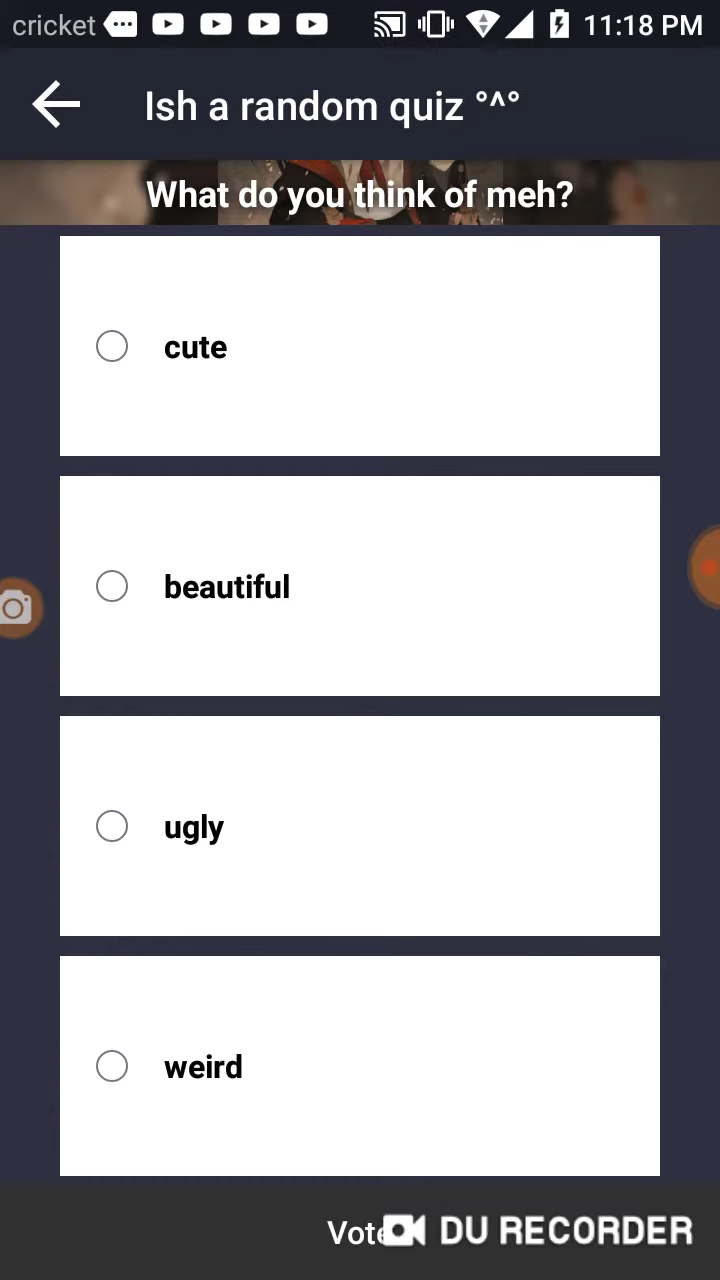 cricket 11:18 PM
Ish a random quiz °^°
What do you think of meh?
cute
beautiful
ugly
weird
Vote DU RECORDER